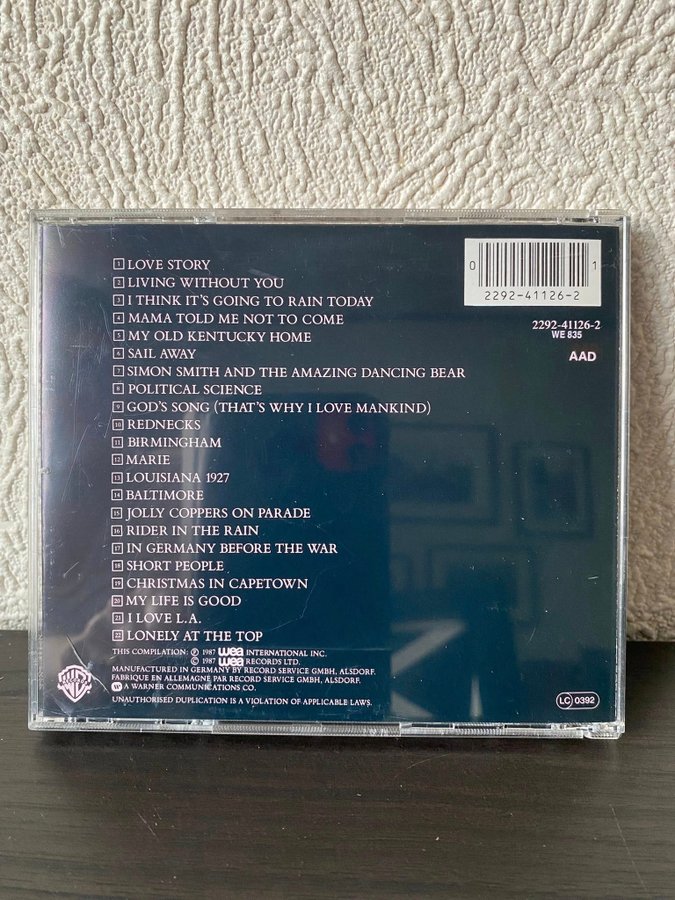 0 1
2292-41126-2
2292-41126-2
WE 835
AAD
1 LOVE STORY
2 LIVING WITHOUT YOU
3 I THINK IT'S GOING TO RAIN TODAY
4 MAMA TOLD ME NOT TO COME
5 MY OLD KENTUCKY HOME
6 SAIL AWAY
7 SIMON SMITH AND THE AMAZING DANCING BEAR
8 POLITICAL SCIENCE
9 GOD'S SONG (THAT'S WHY I LOVE MANKIND)
10 REDNECKS
11 BIRMINGHAM
12 MARIE
13 LOUISIANA 1927
14 BALTIMORE
15 JOLLY COPPERS ON PARADE
16 RIDER IN THE RAIN
17 IN GERMANY BEFORE THE WAR
18 SHORT PEOPLE
19 CHRISTMAS IN CAPETOWN
20 MY LIFE IS GOOD
21 I LOVE L.A.
22 LONELY AT THE TOP
THIS COMPILATION: ℗ 1987 wea INTERNATIONAL INC.
© 1987 wea RECORDS LTD.
MANUFACTURED IN GERMANY BY RECORD SERVICE GMBH, ALSDORF.
FABRIQUE EN ALLEMAGNE PAR RECORD SERVICE GMBH, ALSDORF.
A WARNER COMMUNICATIONS CO.
UNAUTHORISED DUPLICATION IS A VIOLATION OF APPLICABLE LAWS.
LC 0392